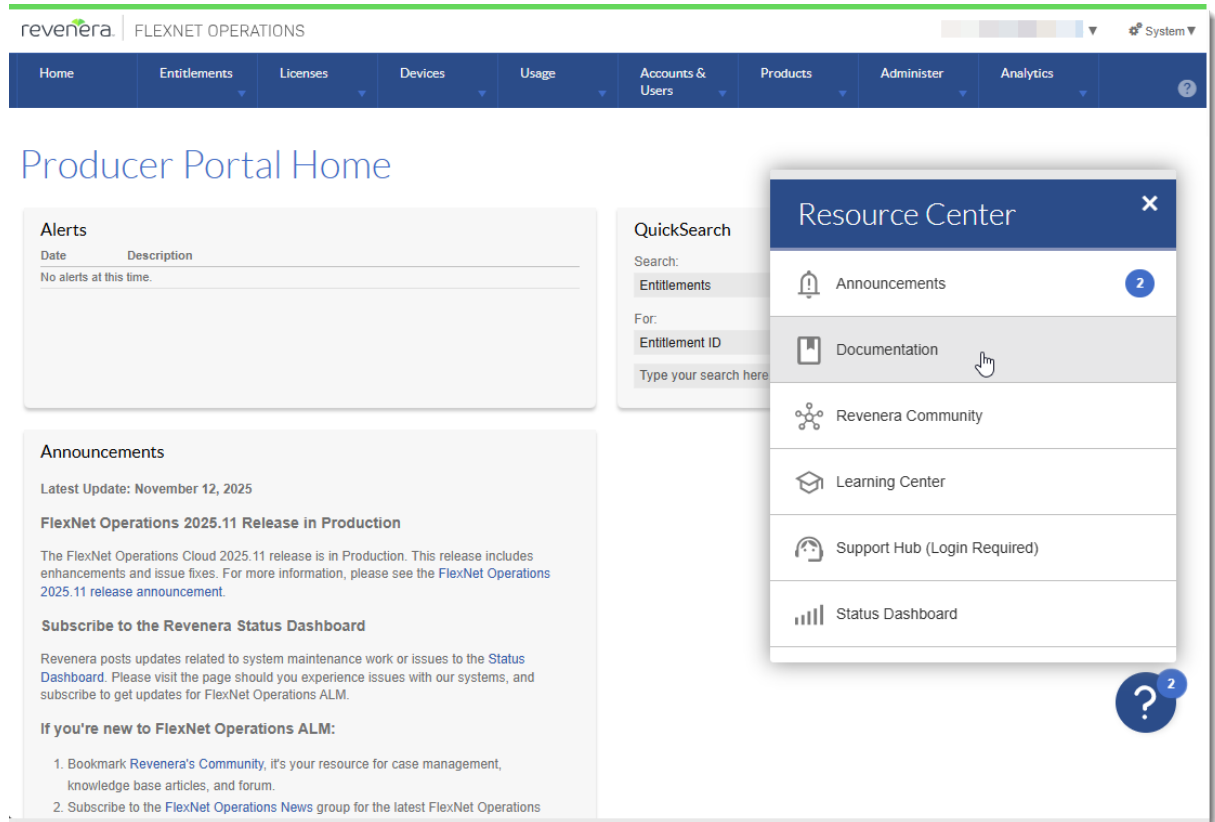 revenera. FLEXNET OPERATIONS
System
Home Entitlements Licenses Devices Usage Accounts & Users Products Administer Analytics
?
Producer Portal Home
Alerts
Date Description
No alerts at this time.
QuickSearch
Search:
Entitlements
For:
Entitlement ID
Type your search here
Resource Center
Announcements 2
Documentation
Revenera Community
Learning Center
Support Hub (Login Required)
Status Dashboard
? 2
Announcements
Latest Update: November 12, 2025
FlexNet Operations 2025.11 Release in Production
The FlexNet Operations Cloud 2025.11 release is in Production. This release includes
enhancements and issue fixes. For more information, please see the FlexNet Operations
2025.11 release announcement.
Subscribe to the Revenera Status Dashboard
Revenera posts updates related to system maintenance work or issues to the Status
Dashboard. Please visit the page should you experience issues with our systems, and
subscribe to get updates for FlexNet Operations ALM.
If you're new to FlexNet Operations ALM:
1. Bookmark Revenera's Community, it's your resource for case management,
knowledge base articles, and forum.
2. Subscribe to the FlexNet Operations News group for the latest FlexNet Operations